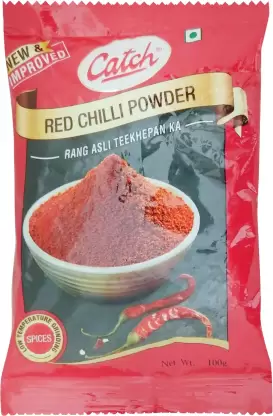 NEW &
IMPROVED
Catch
RED CHILLI POWDER
RANG ASLI TEEKHEPAN KA
LOW TEMPERATURE GRINDING
SPICES
Net Wt. 100g